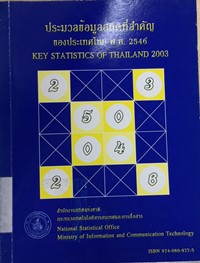 ประมวลข้อมูลสถิติที่สำคัญ
ของประเทศไทย พ.ศ. 2546
KEY STATISTICS OF THAILAND 2003
2 3
5 0
0 4
2 6
สำนักงานสถิติแห่งชาติ
กระทรวงเทคโนโลยีสารสนเทศและการสื่อสาร
National Statistical Office
Ministry of Information and Communication Technology